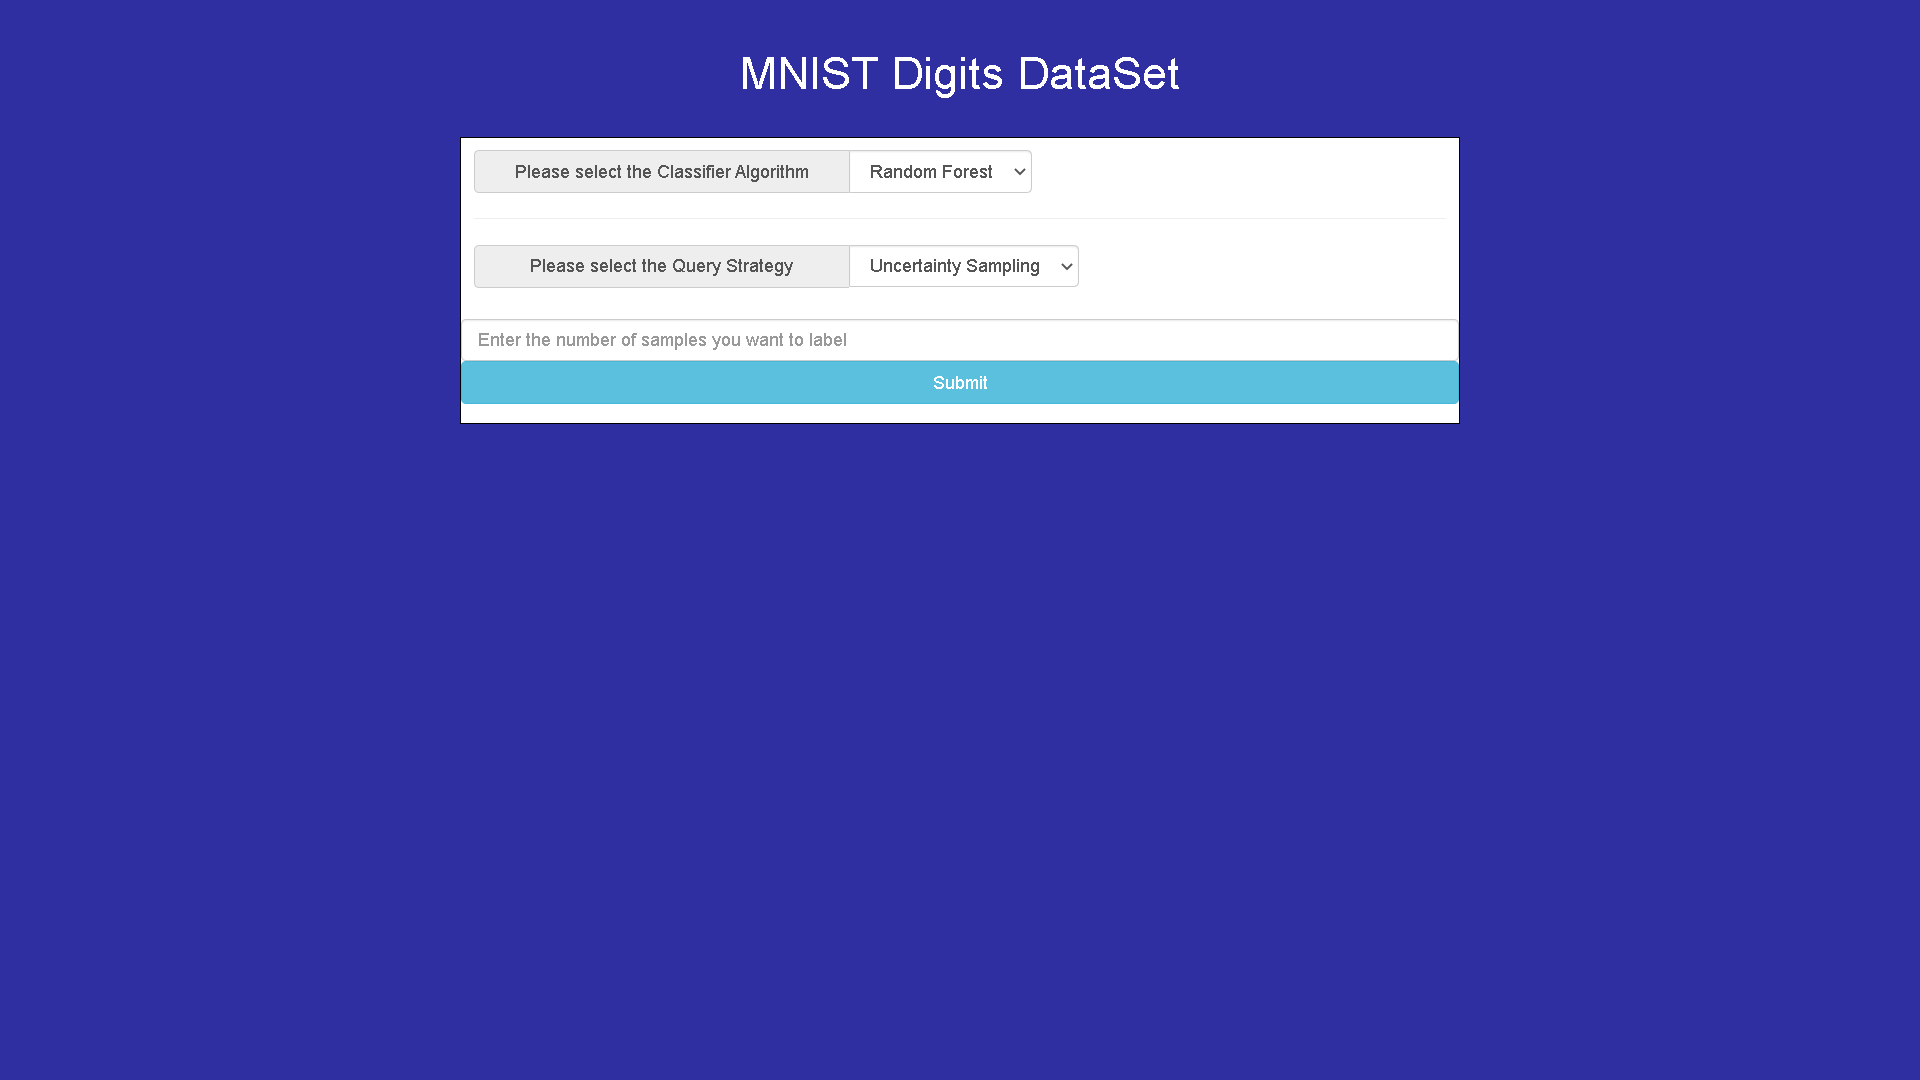 MNIST Digits DataSet
Please select the Classifier Algorithm Random Forest
Please select the Query Strategy Uncertainty Sampling
Enter the number of samples you want to label
Submit